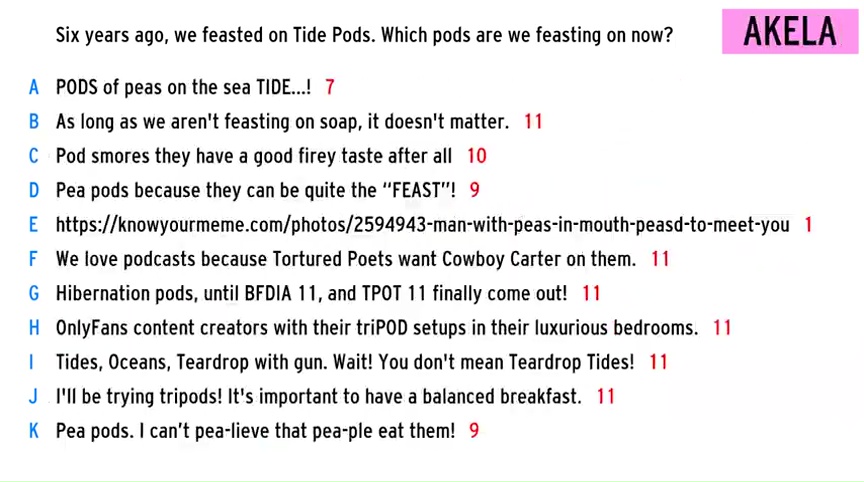 Six years ago, we feasted on Tide Pods. Which pods are we feasting on now?
AKELA
A PODS of peas on the sea TIDE...! 7
B As long as we aren't feasting on soap, it doesn't matter. 11
C Pod smores they have a good firey taste after all 10
D Pea pods because they can be quite the “FEAST”! 9
E https://knowyourmeme.com/photos/2594943-man-with-peas-in-mouth-peasd-to-meet-you 1
F We love podcasts because Tortured Poets want Cowboy Carter on them. 11
G Hibernation pods, until BFDIA 11, and TPOT 11 finally come out! 11
H OnlyFans content creators with their triPOD setups in their luxurious bedrooms. 11
I Tides, Oceans, Teardrop with gun. Wait! You don't mean Teardrop Tides! 11
J I'll be trying tripods! It's important to have a balanced breakfast. 11
K Pea pods. I can’t pea-lieve that pea-ple eat them! 9